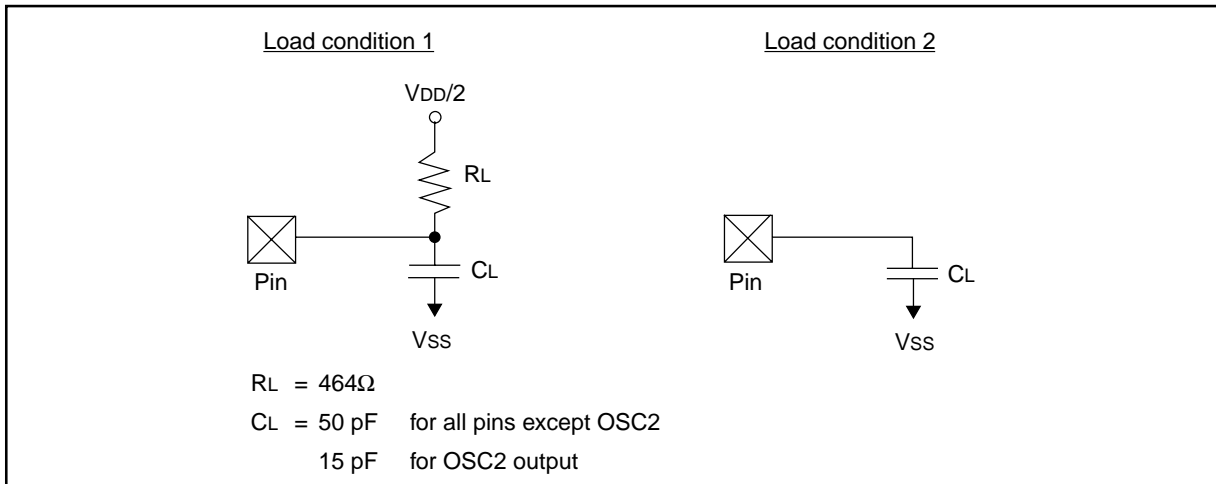 Load condition 1
VDD/2
RL
Pin
CL
VSS
Load condition 2
Pin
CL
VSS
RL = 464Ω
CL = 50 pF for all pins except OSC2
15 pF for OSC2 output